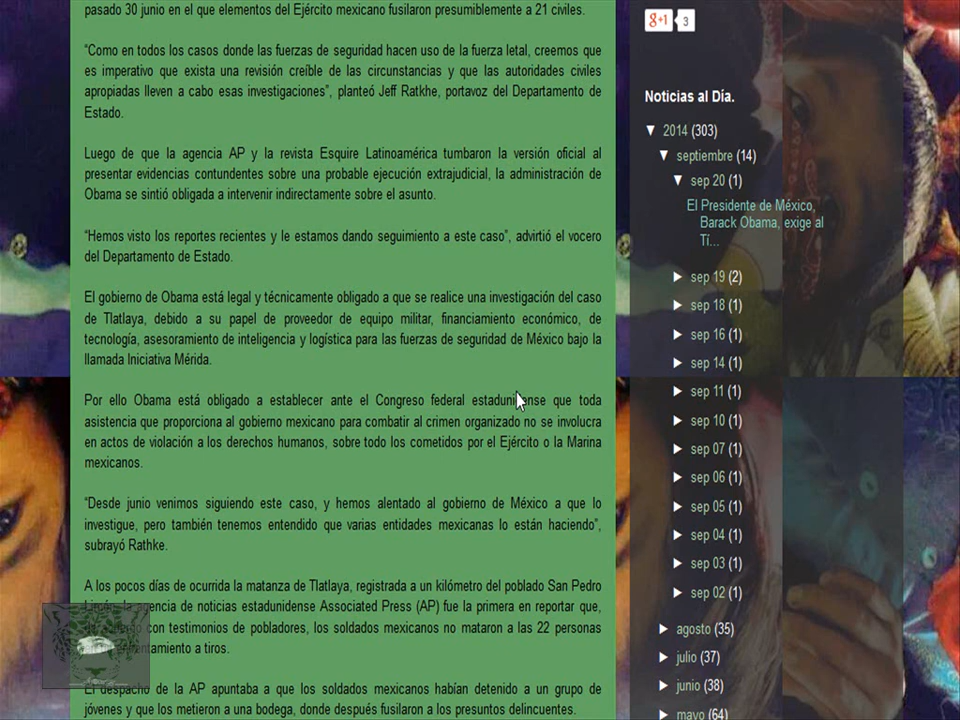 pasado 30 junio en el que elementos del Ejército mexicano fusilaron presumiblemente a 21 civiles.
“Como en todos los casos donde las fuerzas de seguridad hacen uso de la fuerza letal, creemos que
es imperativo que exista una revisión creíble de las circunstancias y que las autoridades civiles
apropiadas lleven a cabo esas investigaciones”, planteó Jeff Ratkhe, portavoz del Departamento de
Estado.
Luego de que la agencia AP y la revista Esquire Latinoamérica tumbaron la versión oficial al
presentar evidencias contundentes sobre una probable ejecución extrajudicial, la administración de
Obama se sintió obligada a intervenir indirectamente sobre el asunto.
“Hemos visto los reportes recientes y le estamos dando seguimiento a este caso”, advirtió el vocero
del Departamento de Estado.
El gobierno de Obama está legal y técnicamente obligado a que se realice una investigación del caso
de Tlatlaya, debido a su papel de proveedor de equipo militar, financiamiento económico, de
tecnología, asesoramiento de inteligencia y logística para las fuerzas de seguridad de México bajo la
llamada Iniciativa Mérida.
Por ello Obama está obligado a establecer ante el Congreso federal estadunidense que toda
asistencia que proporciona al gobierno mexicano para combatir al crimen organizado no se involucra
en actos de violación a los derechos humanos, sobre todo los cometidos por el Ejército o la Marina
mexicanos.
“Desde junio venimos siguiendo este caso, y hemos alentado al gobierno de México a que lo
investigue, pero también tenemos entendido que varias entidades mexicanas lo están haciendo”,
subrayó Rathke.
A los pocos días de ocurrida la matanza de Tlatlaya, registrada a un kilómetro del poblado San Pedro
Limón, la agencia de noticias estadunidense Associated Press (AP) fue la primera en reportar que,
con testimonios de pobladores, los soldados mexicanos no mataron a las 22 personas
a tiros.
El despacho de la AP apuntaba a que los soldados mexicanos habían detenido a un grupo de
jóvenes y que los metieron a una bodega, donde después fusilaron a los presuntos delincuentes.
g+1 3
Noticias al Día.
▼ 2014 (303)
▼ septiembre (14)
▼ sep 20 (1)
El Presidente de México,
Barack Obama, exige al
Tí...
► sep 19 (2)
► sep 18 (1)
► sep 16 (1)
► sep 14 (1)
► sep 11 (1)
► sep 10 (1)
► sep 07 (1)
► sep 06 (1)
► sep 05 (1)
► sep 04 (1)
► sep 03 (1)
► sep 02 (1)
► agosto (35)
► julio (37)
► junio (38)
► mayo (64)